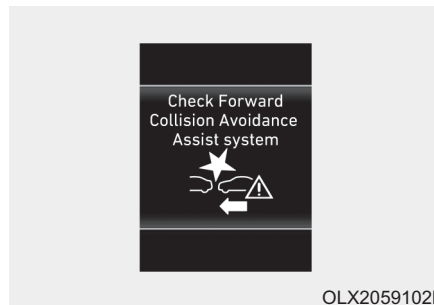 Check Forward
Collision Avoidance
Assist system
OLX2059102